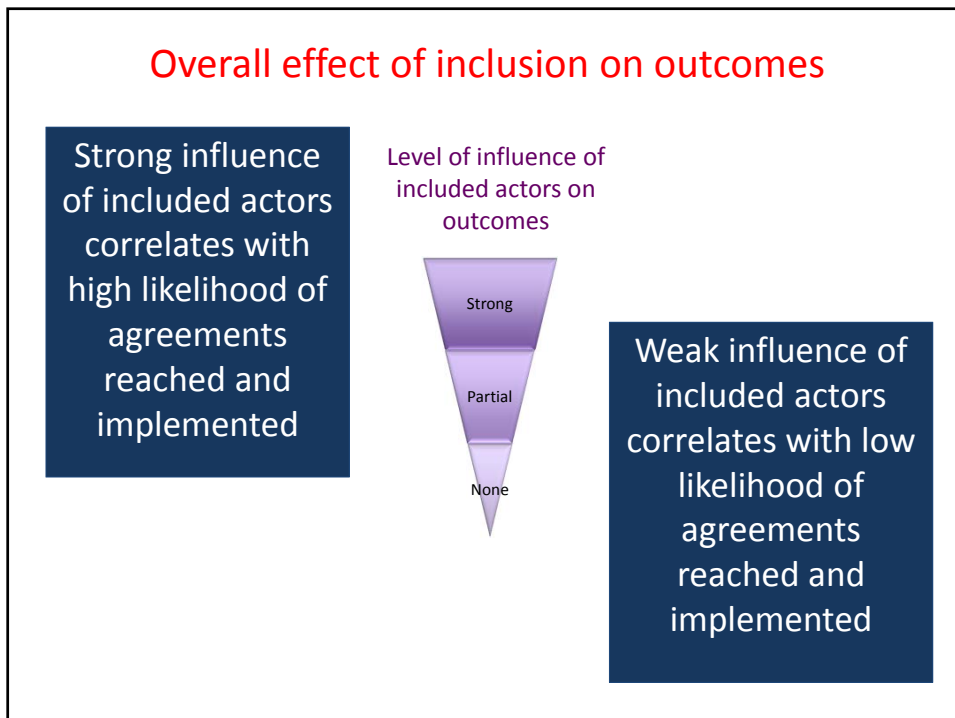 Overall effect of inclusion on outcomes
Strong influence
of included actors
correlates with
high likelihood of
agreements
reached and
implemented
Level of influence of
included actors on
outcomes
Strong
Partial
None
Weak influence of
included actors
correlates with low
likelihood of
agreements
reached and
implemented